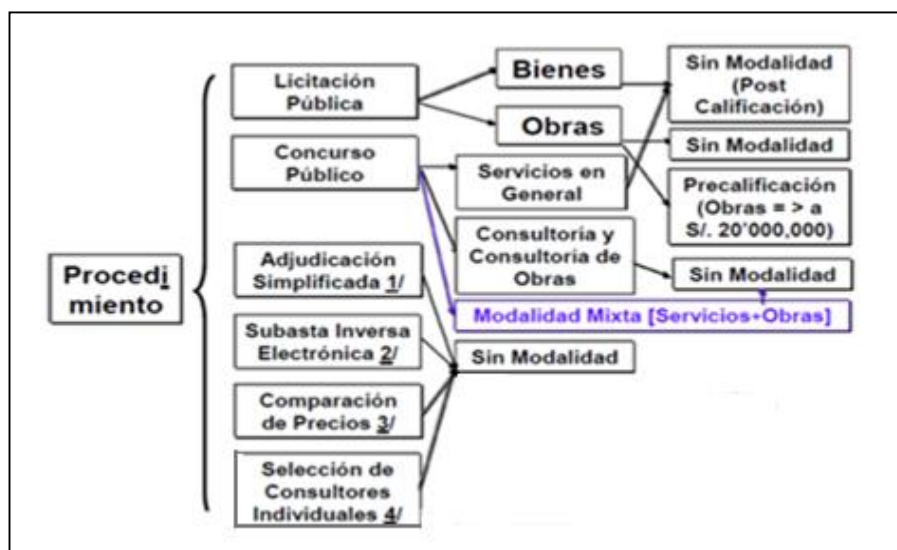 Procedi
miento
Licitación
Pública
Concurso
Público
Adjudicación
Simplificada 1/
Subasta Inversa
Electrónica 2/
Comparación
de Precios 3/
Selección de
Consultores
Individuales 4/
Bienes
Obras
Servicios en
General
Consultoría y
Consultoría de
Obras
Modalidad Mixta [Servicios+Obras]
Sin Modalidad
Sin Modalidad
(Post
Calificación)
Sin Modalidad
Precalificación
(Obras = > a
S/. 20'000,000)
Sin Modalidad